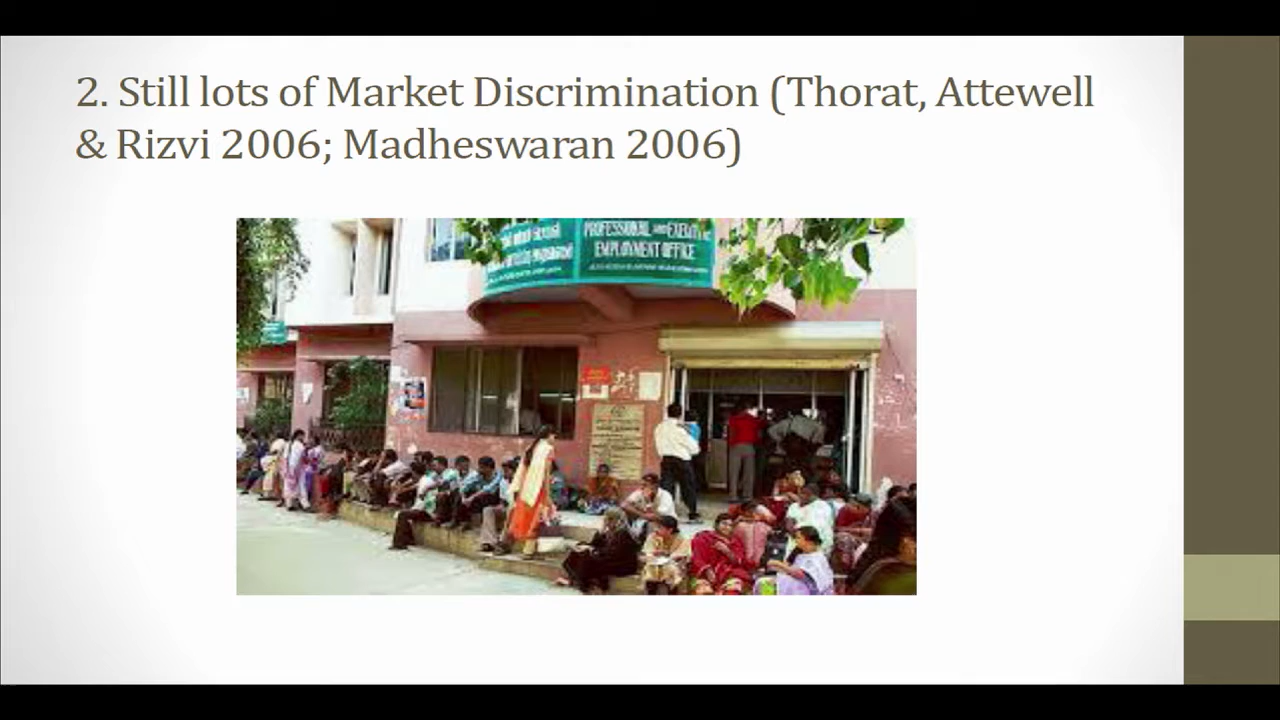 2. Still lots of Market Discrimination (Thorat, Attewell
& Rizvi 2006; Madheswaran 2006)
PROFESSIONAL AND EXECUTIVE
EMPLOYMENT OFFICE